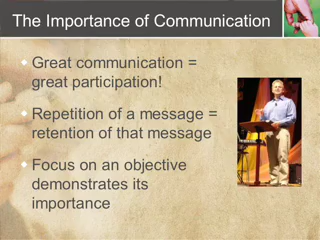 The Importance of Communication
Great communication =
great participation!
Repetition of a message =
retention of that message
Focus on an objective
demonstrates its
importance